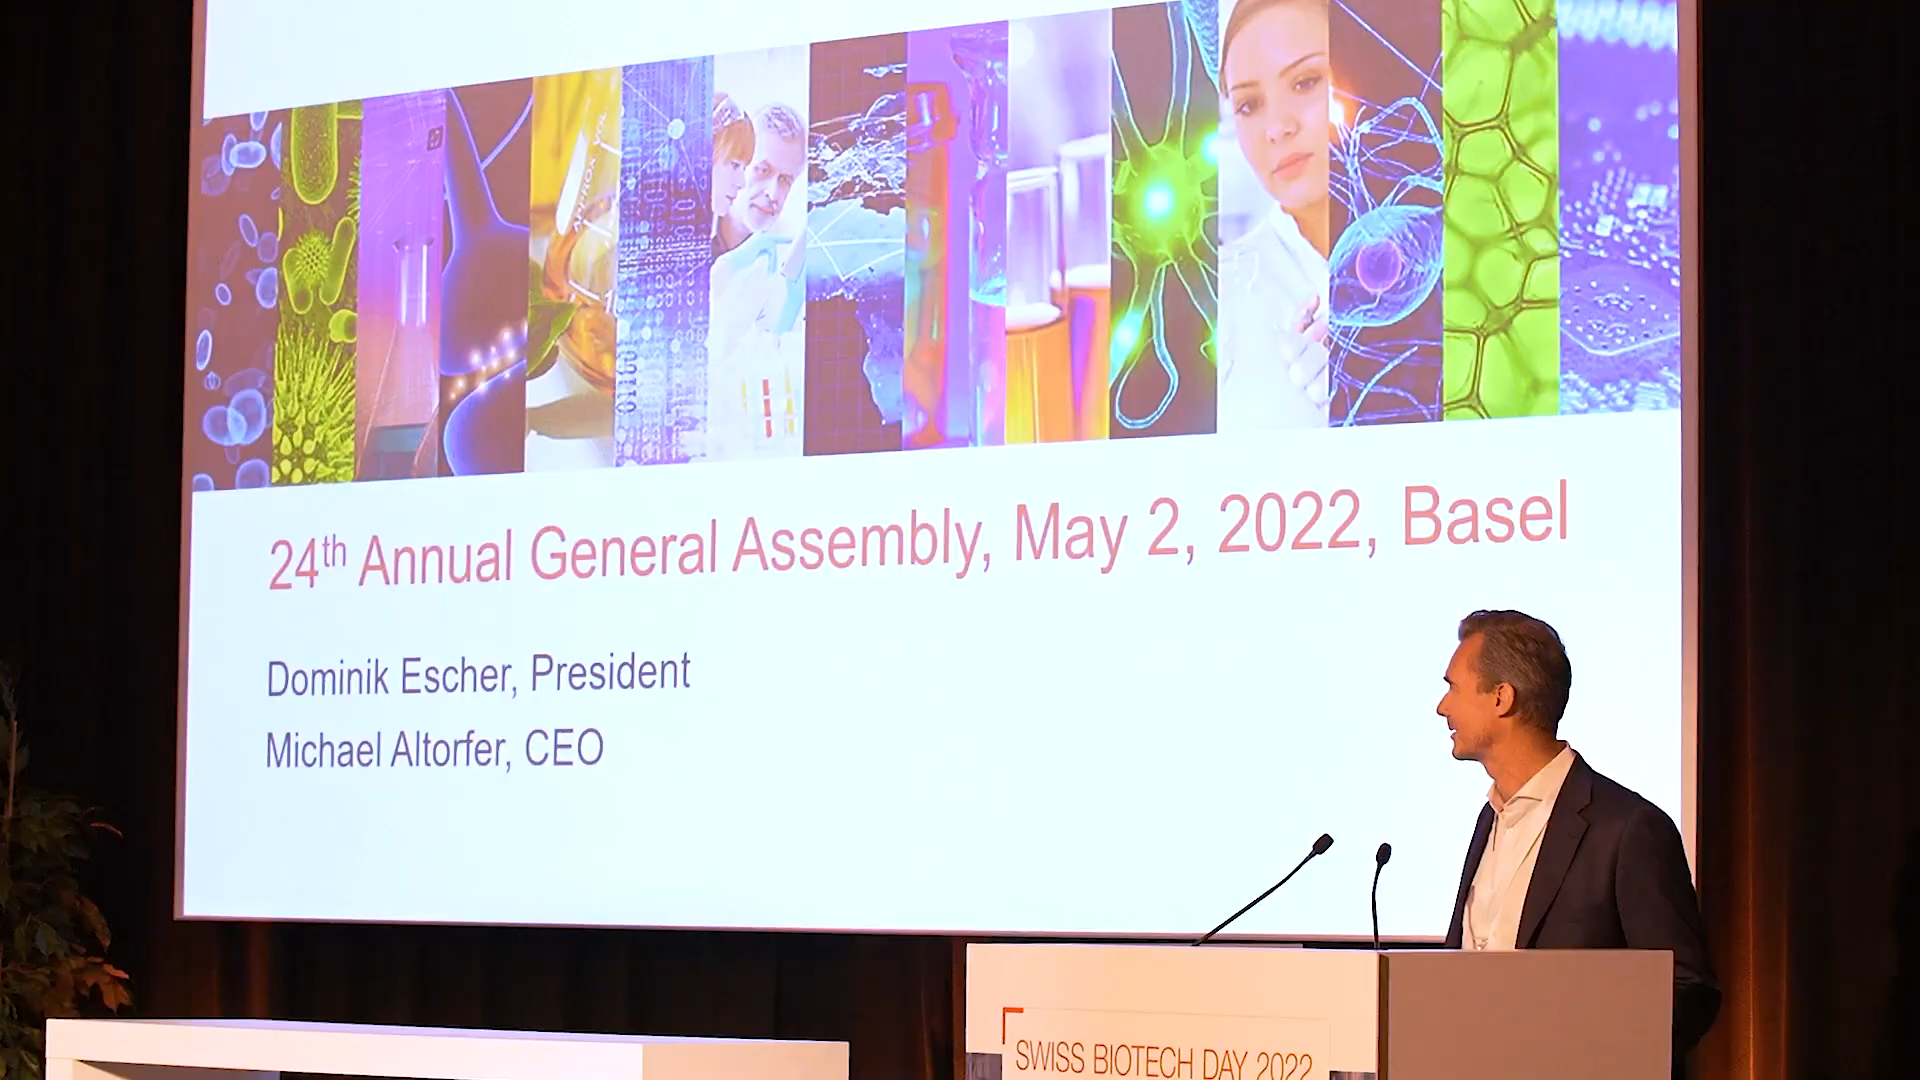 24th Annual General Assembly, May 2, 2022, Basel
Dominik Escher, President
Michael Altorfer, CEO
SWISS BIOTECH DAY 2022